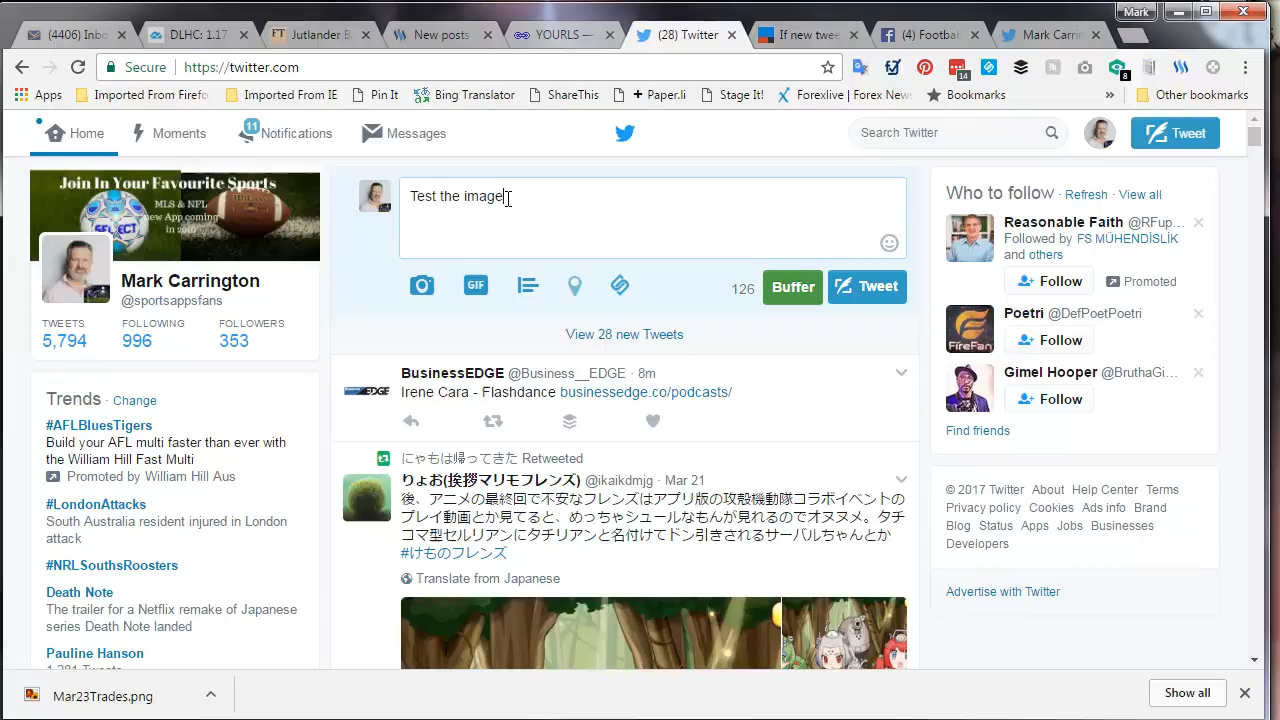 Mark
(4406) Inbo
DLHC: 1.17
FT Jutlander B
New posts
YOURLS —
(28) Twitter
If new twee
(4) Footbal
Mark Carrin
Secure https://twitter.com
14
8
Apps
Imported From Firefo
Imported From IE
Pin It
Bing Translator
ShareThis
+ Paper.li
Stage It!
Forexlive | Forex New
Bookmarks
»
Other bookmarks
Home
Moments
11
Notifications
Messages
Search Twitter
Tweet
Join In Your Favourite Sports
MLS & NFL
new App coming
in 2016
SELECT
Mark Carrington
@sportsappsfans
TWEETS FOLLOWING FOLLOWERS
5,794 996 353
Trends · Change
#AFLBluesTigers
Build your AFL multi faster than ever with
the William Hill Fast Multi
Promoted by William Hill Aus
#LondonAttacks
South Australia resident injured in London
attack
#NRLSouthsRoosters
Death Note
The trailer for a Netflix remake of Japanese
series Death Note landed
Pauline Hanson
Test the image
GIF
126
Buffer
Tweet
View 28 new Tweets
BusinessEDGE @Business__EDGE · 8m
Irene Cara - Flashdance businessedge.co/podcasts/
にゃもは帰ってきた Retweeted
りょお(挨拶マリモフレンズ) @ikaikdmjg · Mar 21
後、アニメの最終回で不安なフレンズはアプリ版の攻殻機動隊コラボイベントの
プレイ動画とか見てると、めっちゃシュールなもんが見れるのでオヌヌメ。タチ
コマ型セルリアンにタチリアンと名付けてドン引きされるサーバルちゃんとか
#けものフレンズ
Translate from Japanese
Who to follow · Refresh · View all
Reasonable Faith @RFup...
Followed by FS MÜHENDİSLİK
and others
Follow
Promoted
Poetri @DefPoetPoetri
Follow
FIREFAN
Gimel Hooper @BruthaGi...
Follow
Find friends
© 2017 Twitter About Help Center Terms
Privacy policy Cookies Ads info Brand
Blog Status Apps Jobs Businesses
Developers
Advertise with Twitter
Mar23Trades.png
Show all